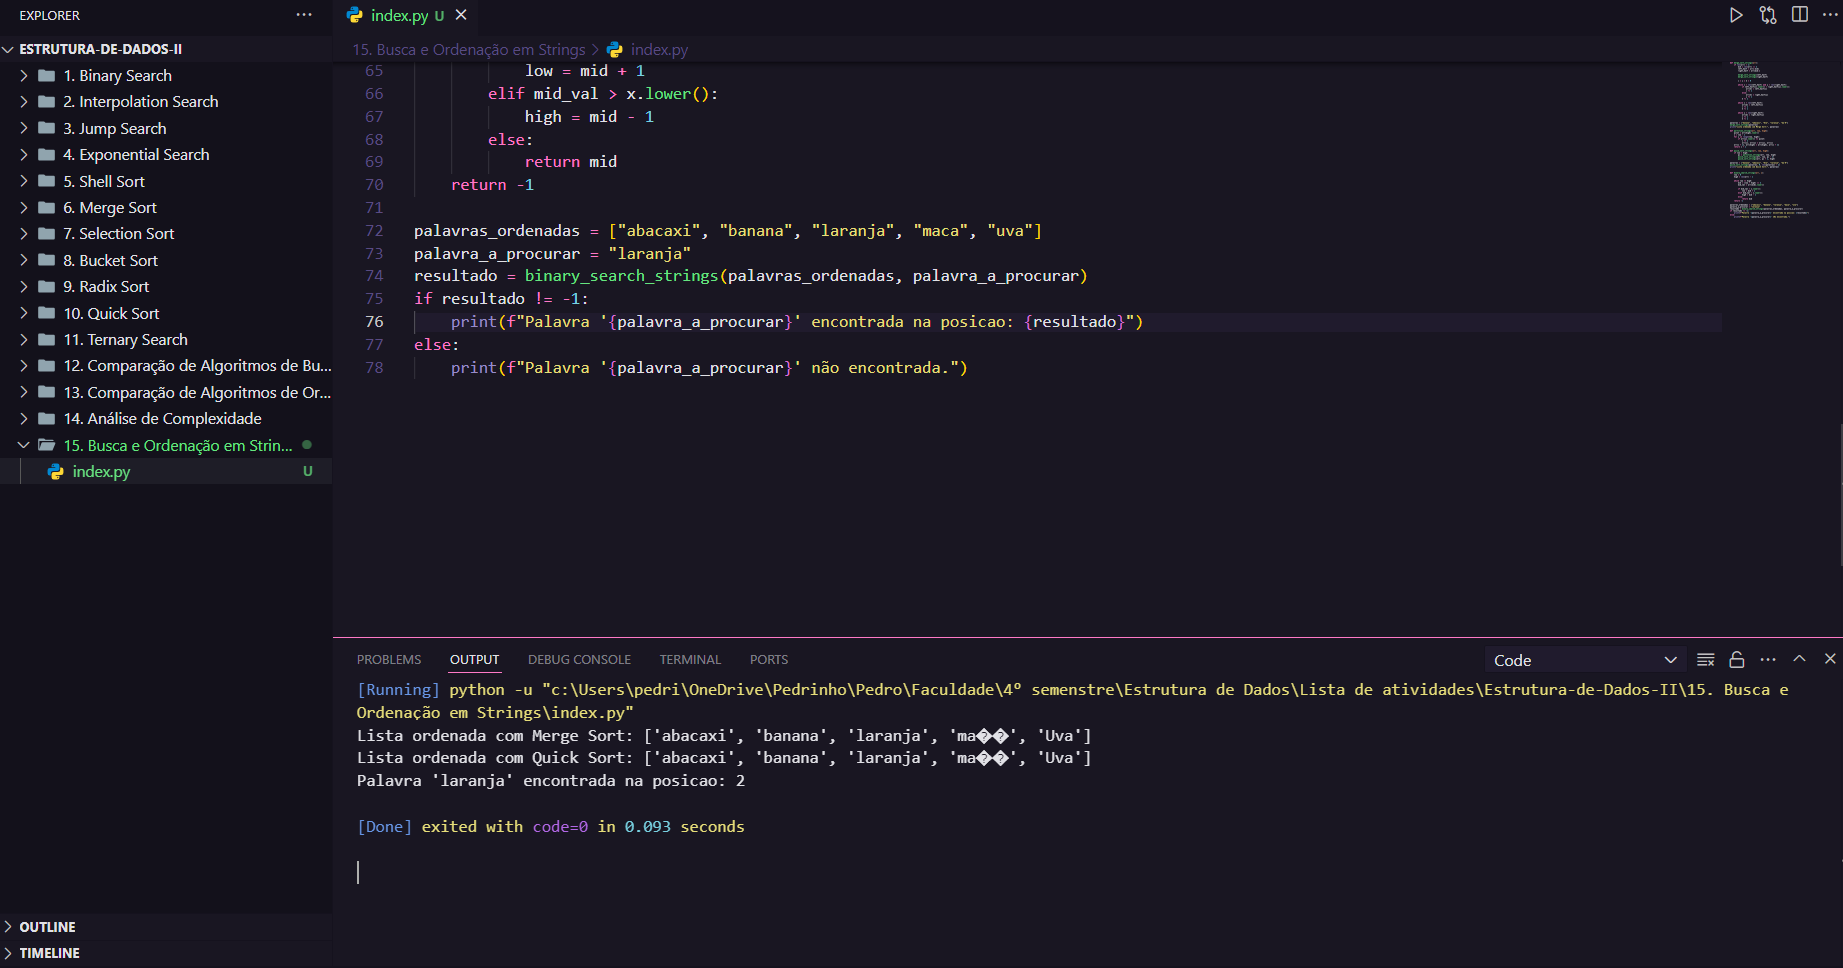 EXPLORER
ESTRUTURA-DE-DADOS-II
1. Binary Search
2. Interpolation Search
3. Jump Search
4. Exponential Search
5. Shell Sort
6. Merge Sort
7. Selection Sort
8. Bucket Sort
9. Radix Sort
10. Quick Sort
11. Ternary Search
12. Comparação de Algoritmos de Bu...
13. Comparação de Algoritmos de Or...
14. Análise de Complexidade
15. Busca e Ordenação em Strin...
index.py U
OUTLINE
TIMELINE
index.py U
15. Busca e Ordenação em Strings > index.py
65 low = mid + 1
66 elif mid_val > x.lower():
67 high = mid - 1
68 else:
69 return mid
70 return -1
71
72 palavras_ordenadas = ["abacaxi", "banana", "laranja", "maca", "uva"]
73 palavra_a_procurar = "laranja"
74 resultado = binary_search_strings(palavras_ordenadas, palavra_a_procurar)
75 if resultado != -1:
76 print(f"Palavra '{palavra_a_procurar}' encontrada na posicao: {resultado}")
77 else:
78 print(f"Palavra '{palavra_a_procurar}' não encontrada.")
PROBLEMS OUTPUT DEBUG CONSOLE TERMINAL PORTS
Code
[Running] python -u "c:\Users\pedri\OneDrive\Pedrinho\Pedro\Faculdade\4º semenstre\Estrutura de Dados\Lista de atividades\Estrutura-de-Dados-II\15. Busca e
Ordenação em Strings\index.py"
Lista ordenada com Merge Sort: ['abacaxi', 'banana', 'laranja', 'ma��', 'Uva']
Lista ordenada com Quick Sort: ['abacaxi', 'banana', 'laranja', 'ma��', 'Uva']
Palavra 'laranja' encontrada na posicao: 2
[Done] exited with code=0 in 0.093 seconds